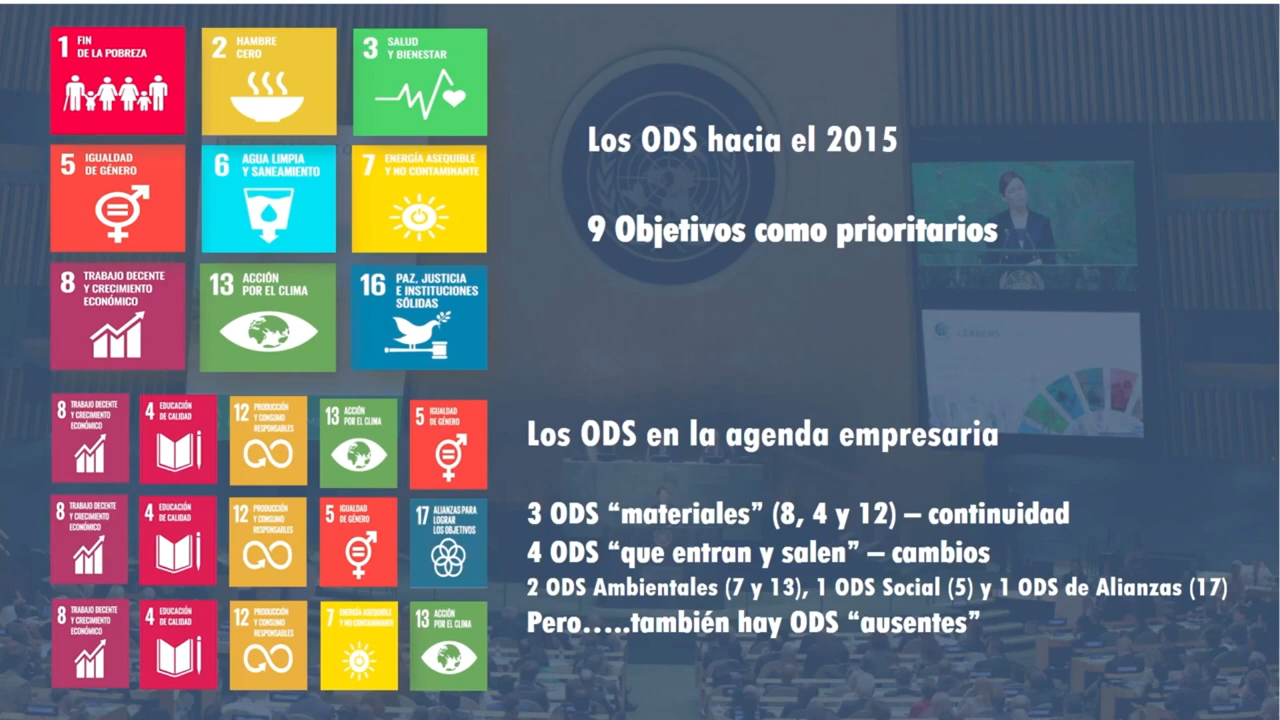 1 FIN
DE LA POBREZA
2 HAMBRE
CERO
3 SALUD
Y BIENESTAR
5 IGUALDAD
DE GÉNERO
6 AGUA LIMPIA
Y SANEAMIENTO
7 ENERGÍA ASEQUIBLE
Y NO CONTAMINANTE
8 TRABAJO DECENTE
Y CRECIMIENTO
ECONÓMICO
13 ACCIÓN
POR EL CLIMA
16 PAZ, JUSTICIA
E INSTITUCIONES
SÓLIDAS
Los ODS hacia el 2015
9 Objetivos como prioritarios
LEADERS
8 TRABAJO DECENTE
Y CRECIMIENTO
ECONÓMICO
4 EDUCACIÓN
DE CALIDAD
12 PRODUCCIÓN
Y CONSUMO
RESPONSABLES
13 ACCIÓN
POR EL CLIMA
5 IGUALDAD
DE GÉNERO
8 TRABAJO DECENTE
Y CRECIMIENTO
ECONÓMICO
4 EDUCACIÓN
DE CALIDAD
12 PRODUCCIÓN
Y CONSUMO
RESPONSABLES
5 IGUALDAD
DE GÉNERO
17 ALIANZAS PARA
LOGRAR
LOS OBJETIVOS
8 TRABAJO DECENTE
Y CRECIMIENTO
ECONÓMICO
4 EDUCACIÓN
DE CALIDAD
12 PRODUCCIÓN
Y CONSUMO
RESPONSABLES
7 ENERGÍA ASEQUIBLE
Y NO CONTAMINANTE
13 ACCIÓN
POR EL CLIMA
Los ODS en la agenda empresaria
3 ODS “materiales” (8, 4 y 12) – continuidad
4 ODS “que entran y salen” – cambios
2 ODS Ambientales (7 y 13), 1 ODS Social (5) y 1 ODS de Alianzas (17)
Pero…..también hay ODS “ausentes”